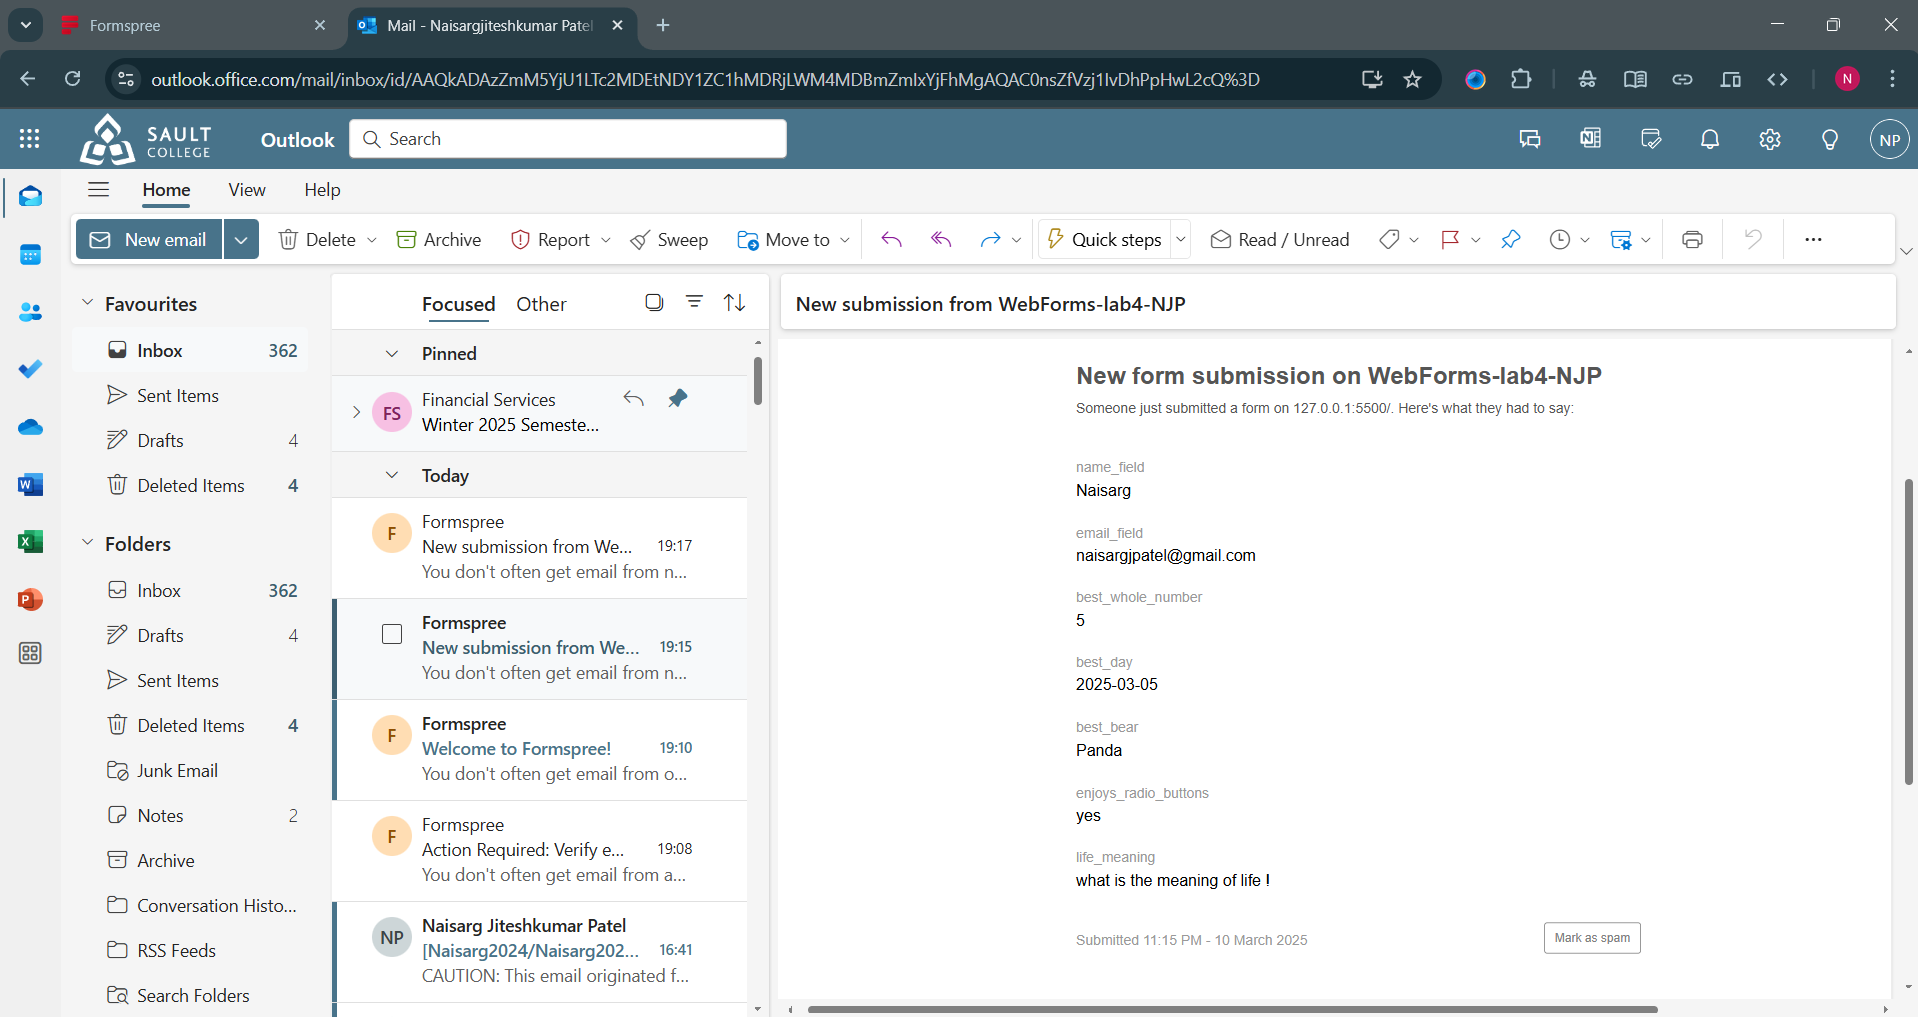 Formspree
Mail - Naisargjiteshkumar Patel
outlook.office.com/mail/inbox/id/AAQkADAzZmM5YjU1LTc2MDEtNDY1ZC1hMDRjLWM4MDBmZmIxYjFhMgAQAC0nsZfVzj1IvDhPpHwL2cQ%3D
N
SAULT
COLLEGE
Outlook
Search
NP
Home
View
Help
New email
Delete
Archive
Report
Sweep
Move to
Quick steps
Read / Unread
Favourites
Inbox 362
Sent Items
Drafts 4
Deleted Items 4
Folders
Inbox 362
Drafts 4
Sent Items
Deleted Items 4
Junk Email
Notes 2
Archive
Conversation Histo...
RSS Feeds
Search Folders
Focused Other
Pinned
FS
Financial Services
Winter 2025 Semeste...
Today
F
Formspree
New submission from We... 19:17
You don't often get email from n...
Formspree
New submission from We... 19:15
You don't often get email from n...
F
Formspree
Welcome to Formspree! 19:10
You don't often get email from o...
F
Formspree
Action Required: Verify e... 19:08
You don't often get email from a...
NP
Naisarg Jiteshkumar Patel
[Naisarg2024/Naisarg202... 16:41
CAUTION: This email originated f...
New submission from WebForms-lab4-NJP
New form submission on WebForms-lab4-NJP
Someone just submitted a form on 127.0.0.1:5500/. Here's what they had to say:
name_field
Naisarg
email_field
naisargjpatel@gmail.com
best_whole_number
5
best_day
2025-03-05
best_bear
Panda
enjoys_radio_buttons
yes
life_meaning
what is the meaning of life !
Submitted 11:15 PM - 10 March 2025
Mark as spam